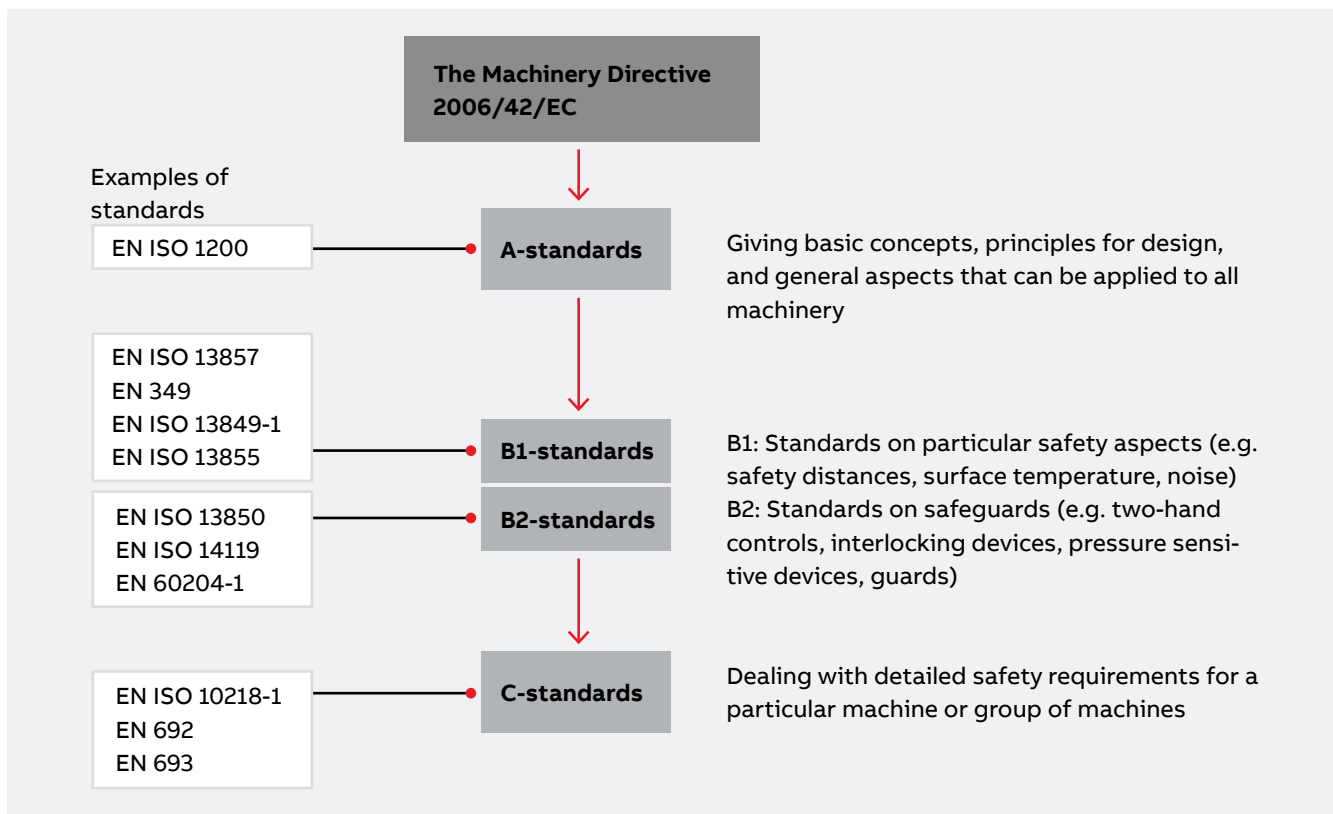 The Machinery Directive
2006/42/EC
Examples of
standards
EN ISO 1200
A-standards
Giving basic concepts, principles for design,
and general aspects that can be applied to all
machinery
EN ISO 13857
EN 349
EN ISO 13849-1
EN ISO 13855
B1-standards
B1: Standards on particular safety aspects (e.g.
safety distances, surface temperature, noise)
EN ISO 13850
EN ISO 14119
EN 60204-1
B2-standards
B2: Standards on safeguards (e.g. two-hand
controls, interlocking devices, pressure sensi-
tive devices, guards)
EN ISO 10218-1
EN 692
EN 693
C-standards
Dealing with detailed safety requirements for a
particular machine or group of machines